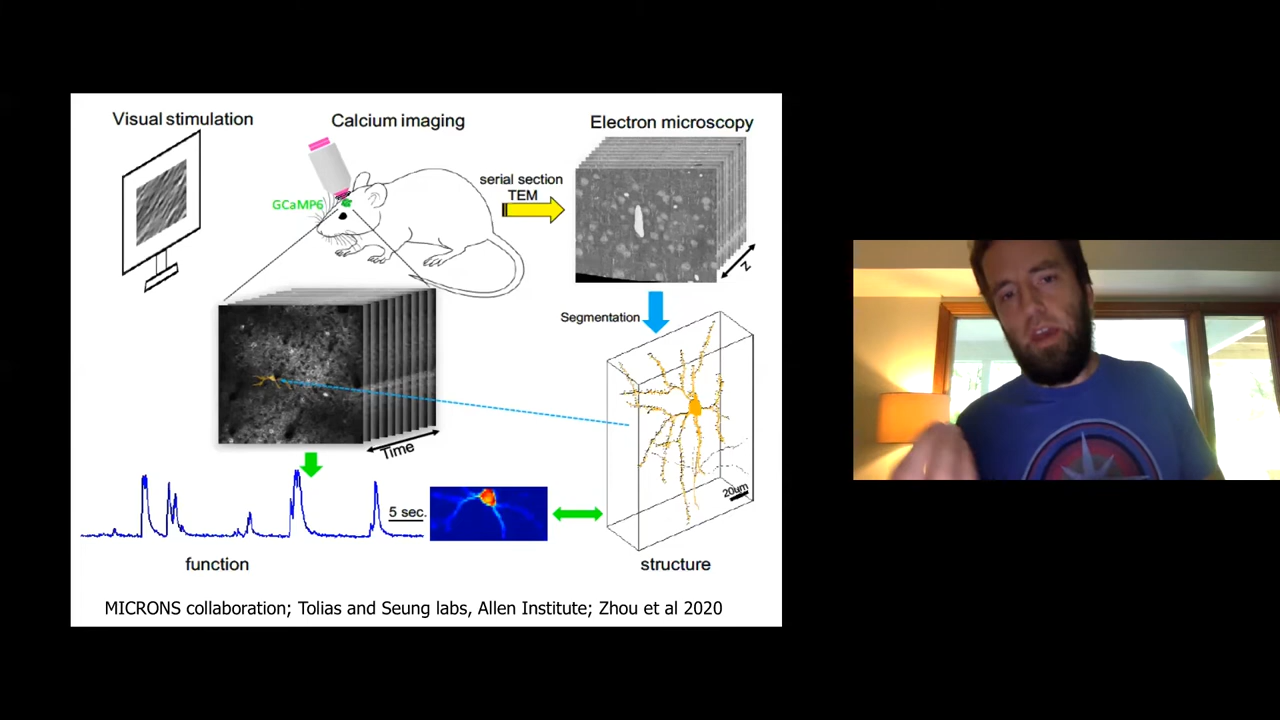 Visual stimulation
Calcium imaging
Electron microscopy
GCaMP6
serial section
TEM
Z
Segmentation
Time
5 sec.
20um
function
structure
MICRONS collaboration; Tolias and Seung labs, Allen Institute; Zhou et al 2020